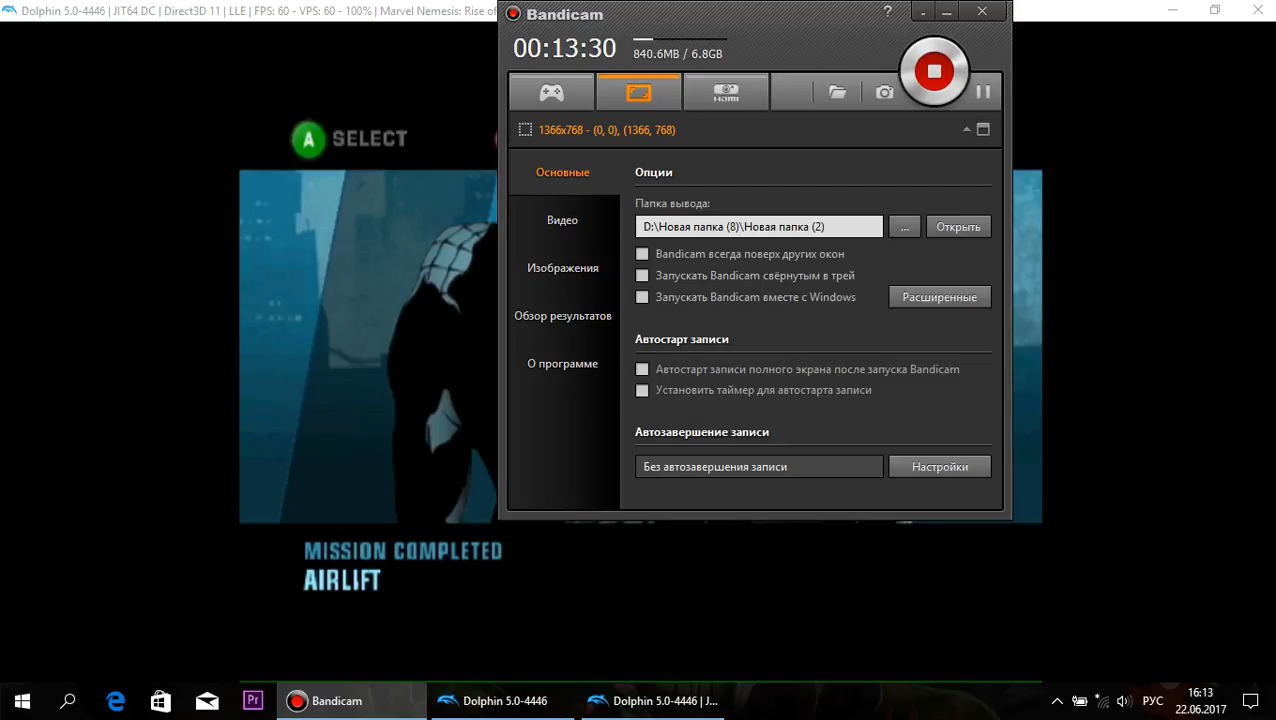 Dolphin 5.0-4446 | JIT64 DC | Direct3D 11 | LLE | FPS: 60 - VPS: 60 - 100% | Marvel Nemesis: Rise of
Bandicam
?
00:13:30
840.6MB / 6.8GB
HDMI
1366x768 - (0, 0), (1366, 768)
A SELECT
Основные
Видео
Изображения
Обзор результатов
О программе
Опции
Папка вывода:
D:\Новая папка (8)\Новая папка (2)
...
Открыть
Bandicam всегда поверх других окон
Запускать Bandicam свёрнутым в трей
Запускать Bandicam вместе с Windows
Расширенные
Автостарт записи
Автостарт записи полного экрана после запуска Bandicam
Установить таймер для автостарта записи
Автозавершение записи
Без автозавершения записи
Настройки
MISSION COMPLETED
AIRLIFT
Pr
Bandicam
Dolphin 5.0-4446
Dolphin 5.0-4446 | J...
РУС
16:13
22.06.2017